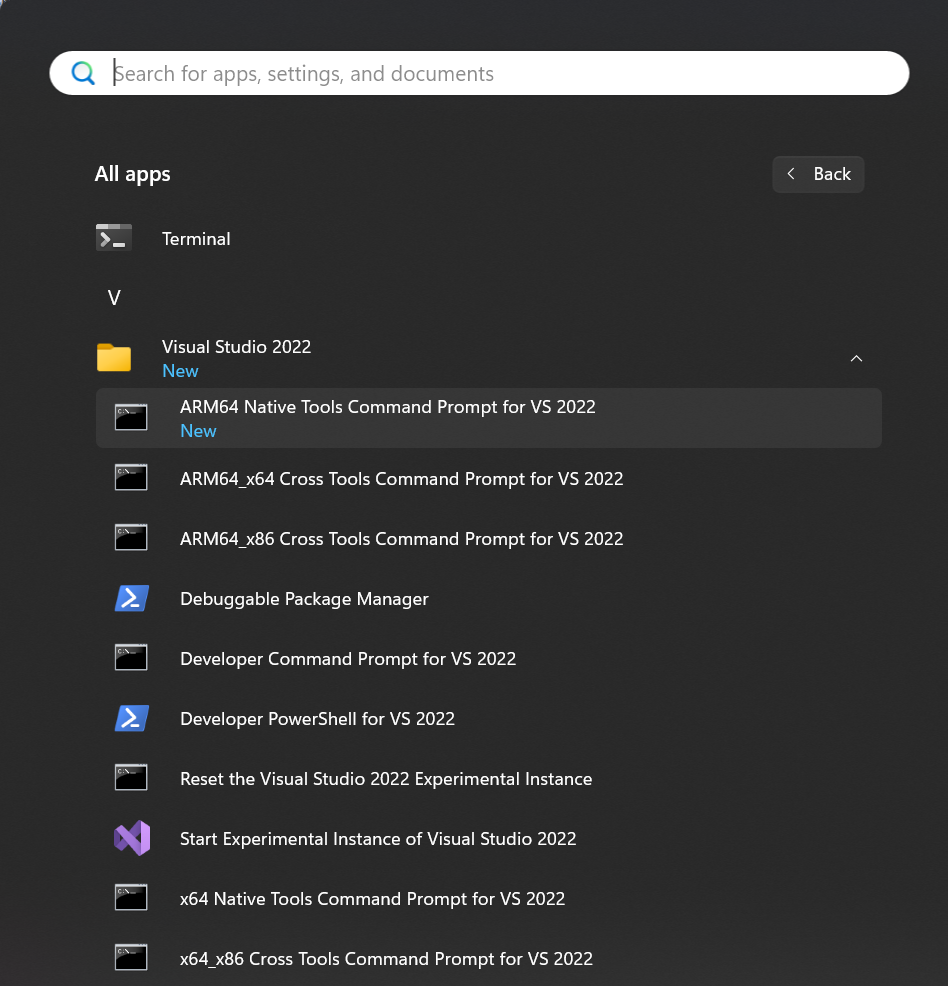 Search for apps, settings, and documents
All apps
Back
Terminal
V
Visual Studio 2022
New
ARM64 Native Tools Command Prompt for VS 2022
New
ARM64_x64 Cross Tools Command Prompt for VS 2022
ARM64_x86 Cross Tools Command Prompt for VS 2022
Debuggable Package Manager
Developer Command Prompt for VS 2022
Developer PowerShell for VS 2022
Reset the Visual Studio 2022 Experimental Instance
Start Experimental Instance of Visual Studio 2022
x64 Native Tools Command Prompt for VS 2022
x64_x86 Cross Tools Command Prompt for VS 2022